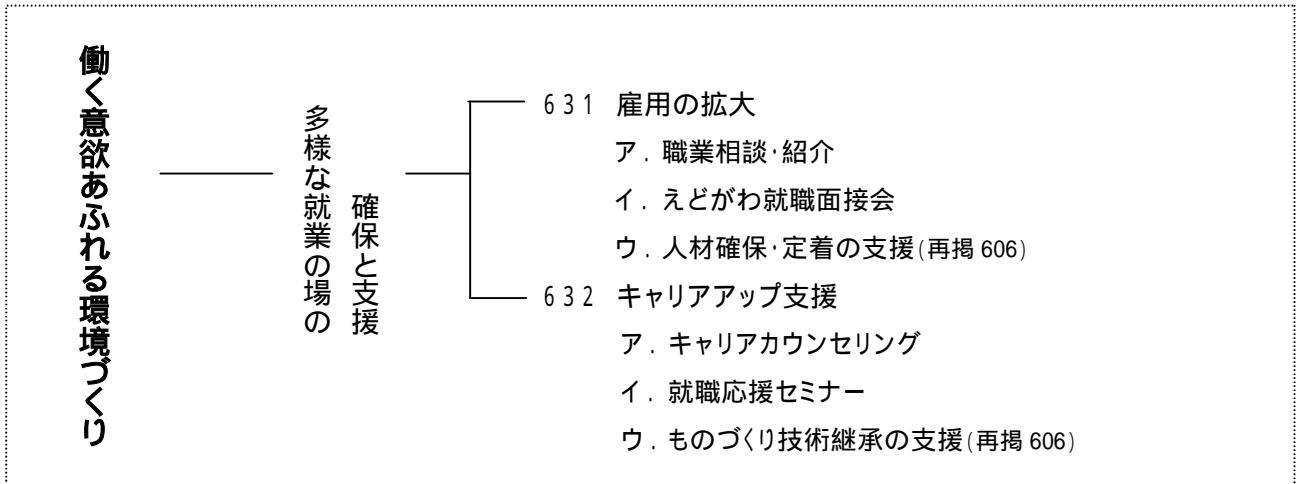 働く意欲あふれる環境づくり
多様な就業の場の
確保と支援
631 雇用の拡大
ア．職業相談・紹介
イ．えどがわ就職面接会
ウ．人材確保・定着の支援(再掲 606)
632 キャリアアップ支援
ア．キャリアカウンセリング
イ．就職応援セミナー
ウ．ものづくり技術継承の支援(再掲 606)